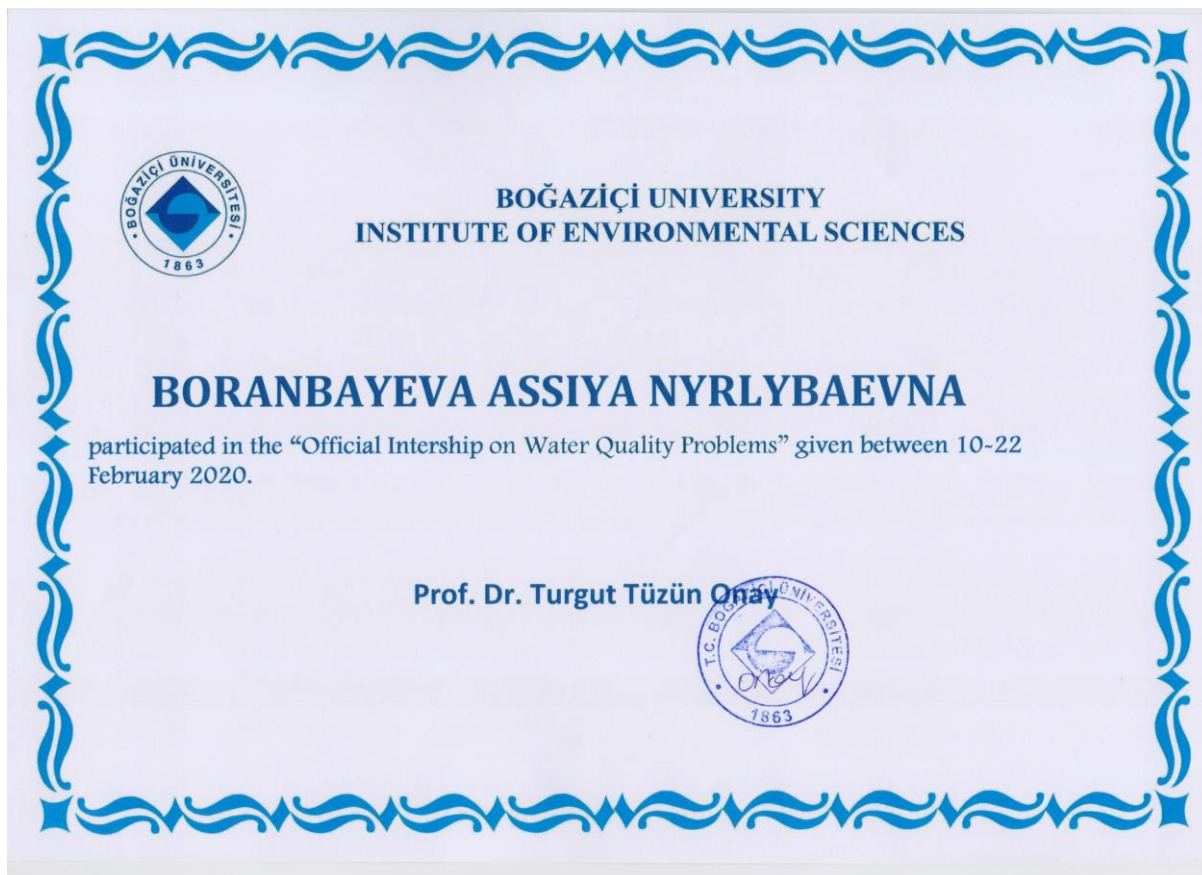 BOĞAZİÇİ ÜNİVERSİTESİ
1863
BOĞAZİÇİ UNIVERSITY
INSTITUTE OF ENVIRONMENTAL SCIENCES
BORANBAYEVA ASSIYA NYRLYBAEVNA
participated in the “Official Intership on Water Quality Problems” given between 10-22
February 2020.
Prof. Dr. Turgut Tüzün Onay
T.C. BOĞAZİÇİ ÜNİVERSİTESİ
Onay
1863